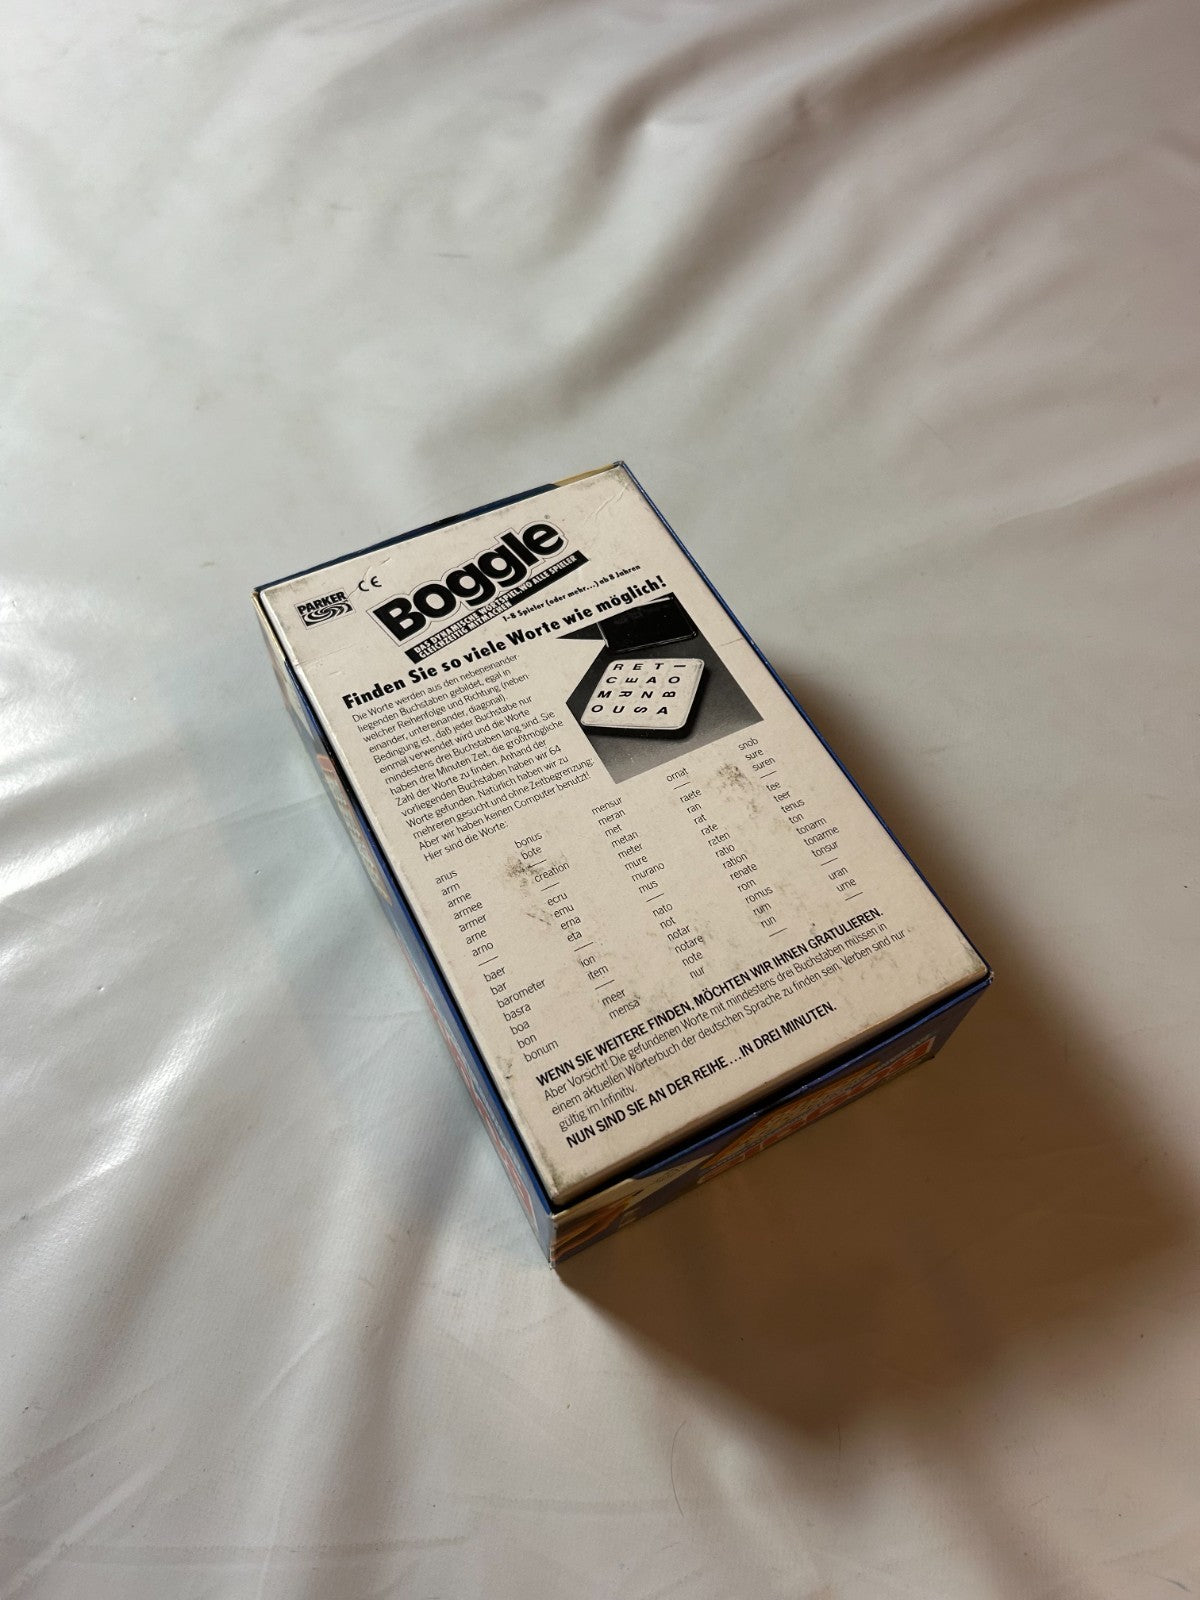 PARKER
CE
Boggle®
DAS DYNAMISCHE WORTSPIEL, WO ALLE SPIELER
GLEICHZEITIG MITMACHEN
1-8 Spieler (oder mehr...) ab 8 Jahren
Finden Sie so viele Worte wie möglich!
Die Worte werden aus den nebeneinander-
liegenden Buchstaben gebildet, egal in
welcher Reihenfolge und Richtung (neben-
einander, untereinander, diagonal).
Bedingung ist, daß jeder Buchstabe nur
einmal verwendet wird und die Worte
mindestens drei Buchstaben lang sind. Sie
haben drei Minuten Zeit, die größtmögliche
Zahl der Worte zu finden. Anhand der
vorliegenden Buchstaben haben wir 64
Worte gefunden. Natürlich haben wir zu
mehreren gesucht und ohne Zeitbegrenzung.
Aber wir haben keinen Computer benutzt!
Hier sind die Worte:
R E T I
C E A O
M R N B
O U S A
anus
arm
arme
armee
armer
arne
arno
baer
bar
barometer
basra
boa
bon
bonum
bonus
bote
creation
ecru
emu
erna
eta
ion
item
meer
mensa
mensur
meran
met
metan
meter
mure
murano
mus
nato
not
notar
notare
note
nur
ornat
raete
ran
rat
rate
raten
ratio
ration
renate
rom
romus
rum
run
snob
sure
suren
tee
teer
tenus
ton
tonarm
tonarme
tonsur
uran
urne
WENN SIE WEITERE FINDEN, MÖCHTEN WIR IHNEN GRATULIEREN.
Aber Vorsicht! Die gefundenen Worte mit mindestens drei Buchstaben müssen in
einem aktuellen Wörterbuch der deutschen Sprache zu finden sein. Verben sind nur
gültig im Infinitiv.
NUN SIND SIE AN DER REIHE ... IN DREI MINUTEN.